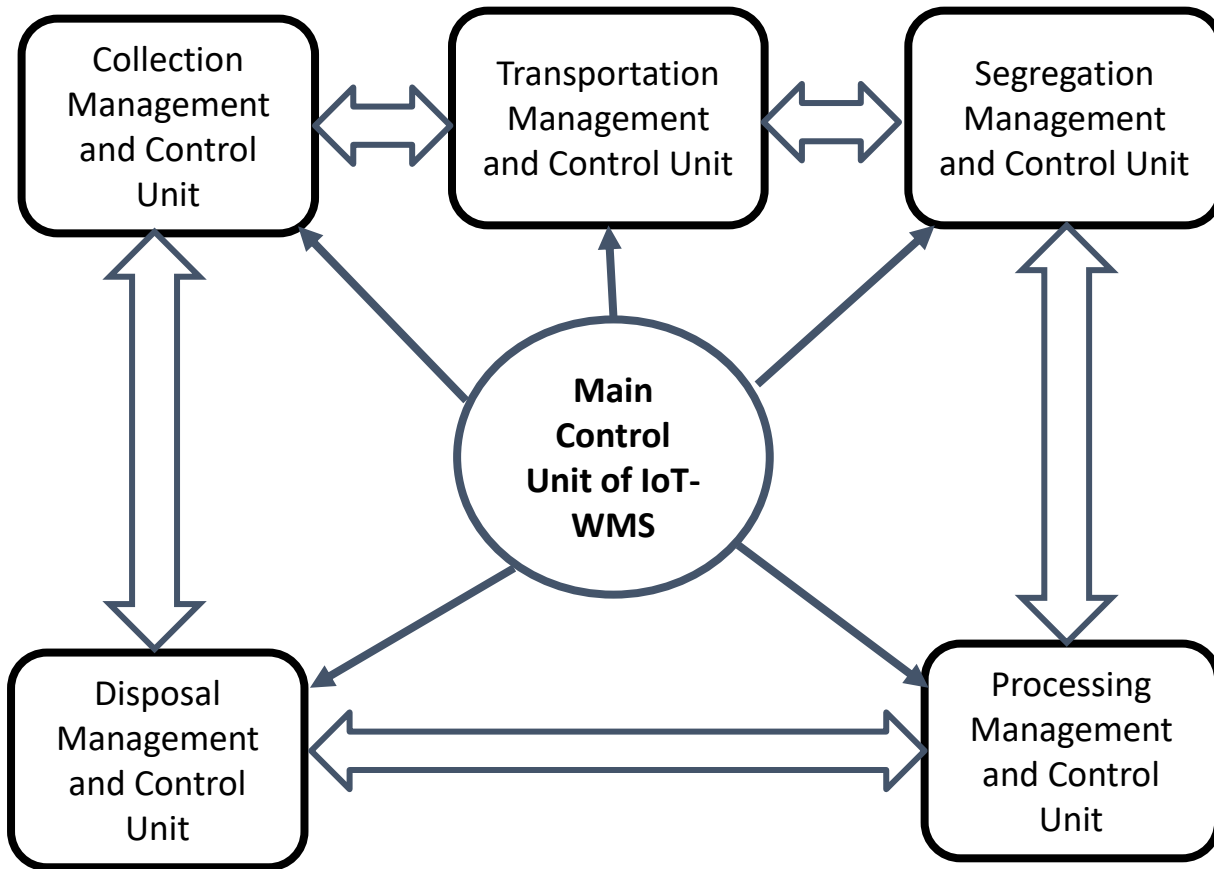 Collection
Management
and Control
Unit
Transportation
Management
and Control Unit
Segregation
Management
and Control Unit
Main
Control
Unit of IoT-
WMS
Disposal
Management
and Control
Unit
Processing
Management
and Control
Unit